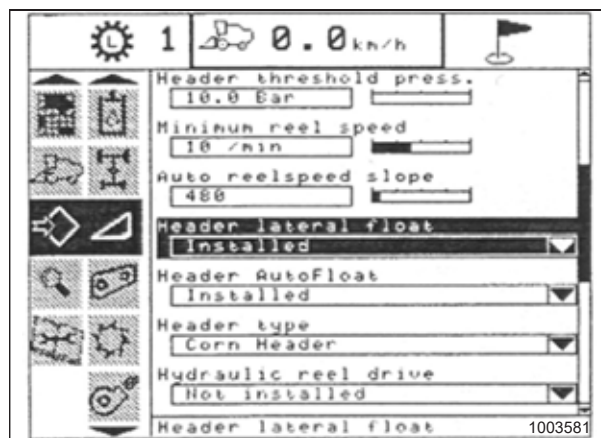 L 1 0.0 km/h
Header threshold press.
10.0 Bar
Minimum reel speed
10 /min
Auto reelspeed slope
480
Header lateral float
Installed
Header AutoFloat
Installed
Header type
Corn Header
Hydraulic reel drive
Not installed
Header lateral float
1003581